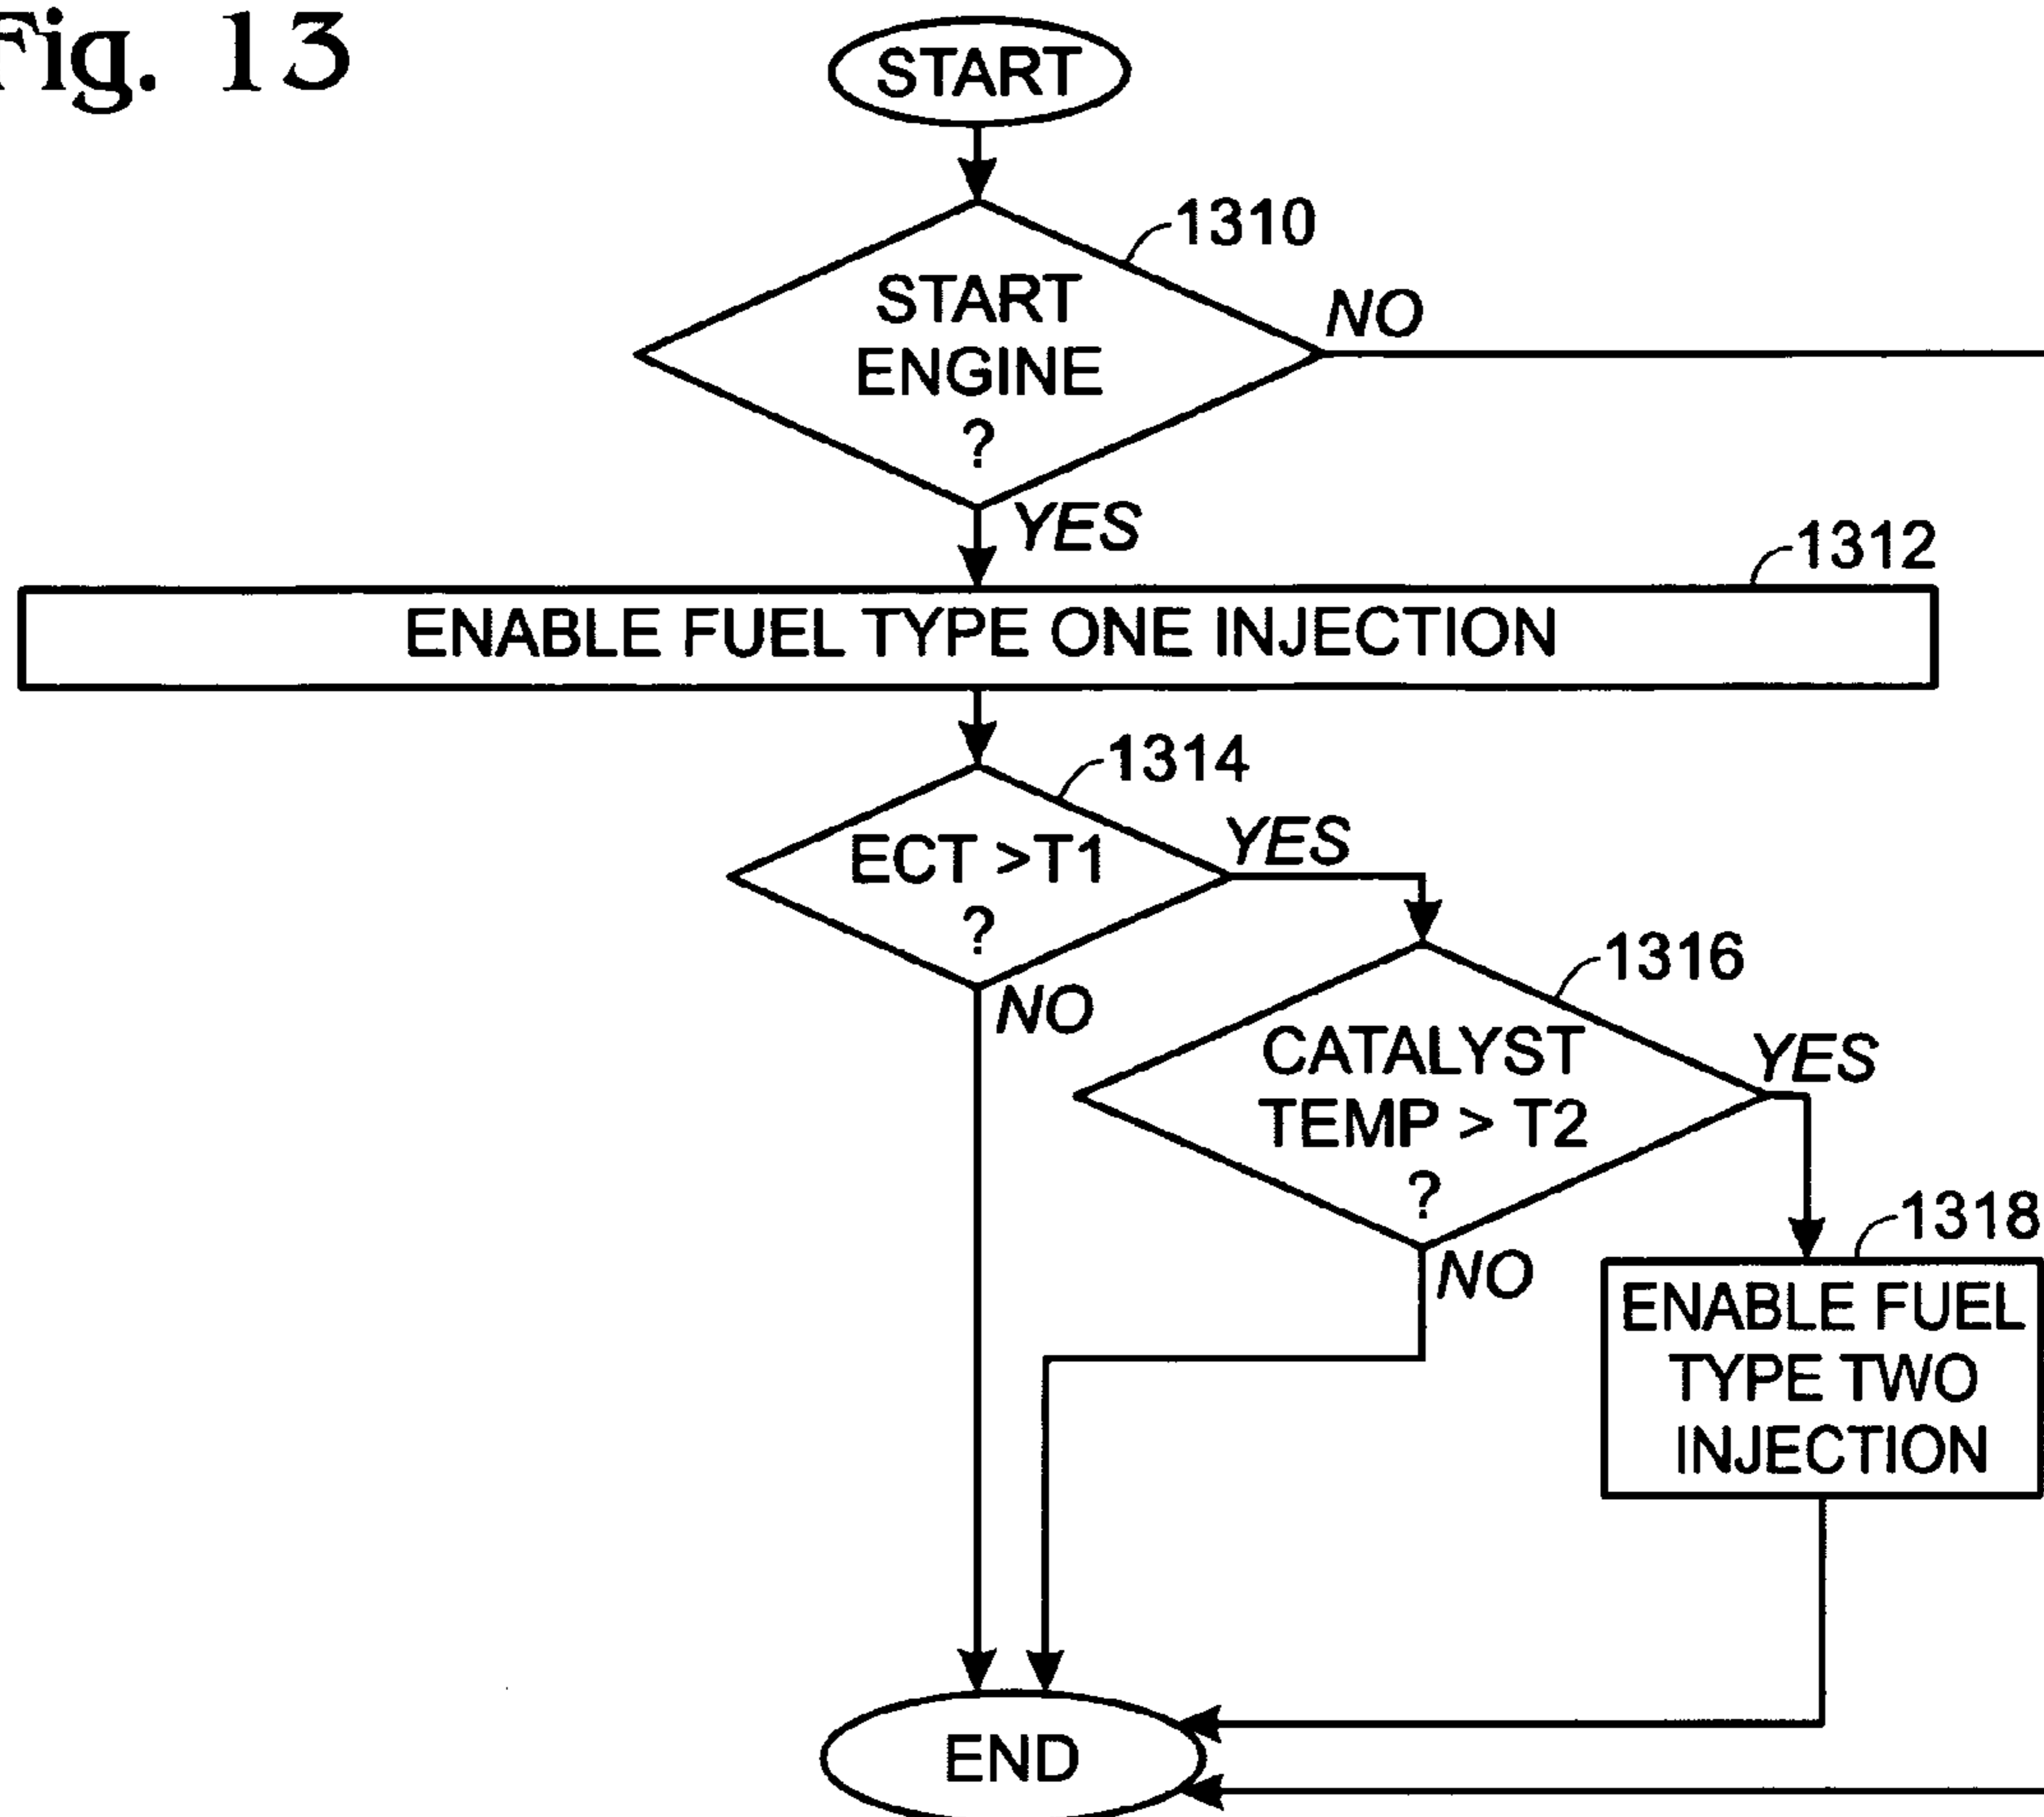 Fig. 13
START
1310
START
ENGINE
?
NO
YES
1312
ENABLE FUEL TYPE ONE INJECTION
1314
ECT >T1
?
YES
NO
1316
CATALYST
TEMP > T2
?
YES
NO
1318
ENABLE FUEL
TYPE TWO
INJECTION
END